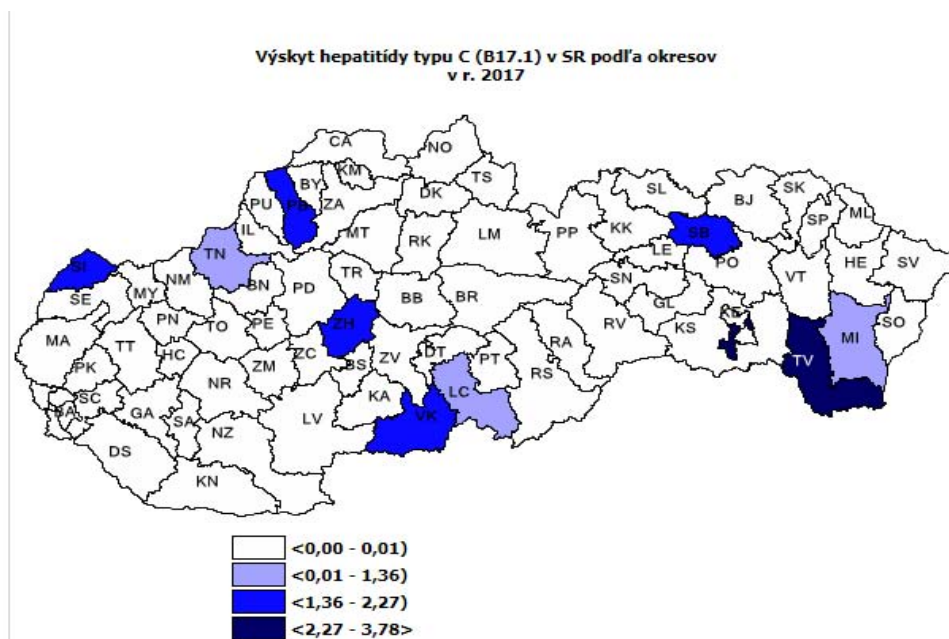 Výskyt hepatitídy typu C (B17.1) v SR podľa okresov
v r. 2017
CA
NO
KM
BY
TS
DK
ZA
PU
PB
IL
MT
RK
LM
PP
SL
KK
BJ
SK
SP
ML
SB
LE
PO
HE
SV
VT
TN
SI
SE
MY
NM
BN
PD
TR
BB
BR
SN
GL
KS
KE
SO
MI
TV
MA
PN
TO
PE
ZH
RV
RA
TT
HC
ZM
ZC
BS
ZV
DT
PT
RS
PK
SC
NR
KA
LC
BA
GA
SA
NZ
LV
VK
DS
KN
<0,00 - 0,01)
<0,01 - 1,36)
<1,36 - 2,27)
<2,27 - 3,78>